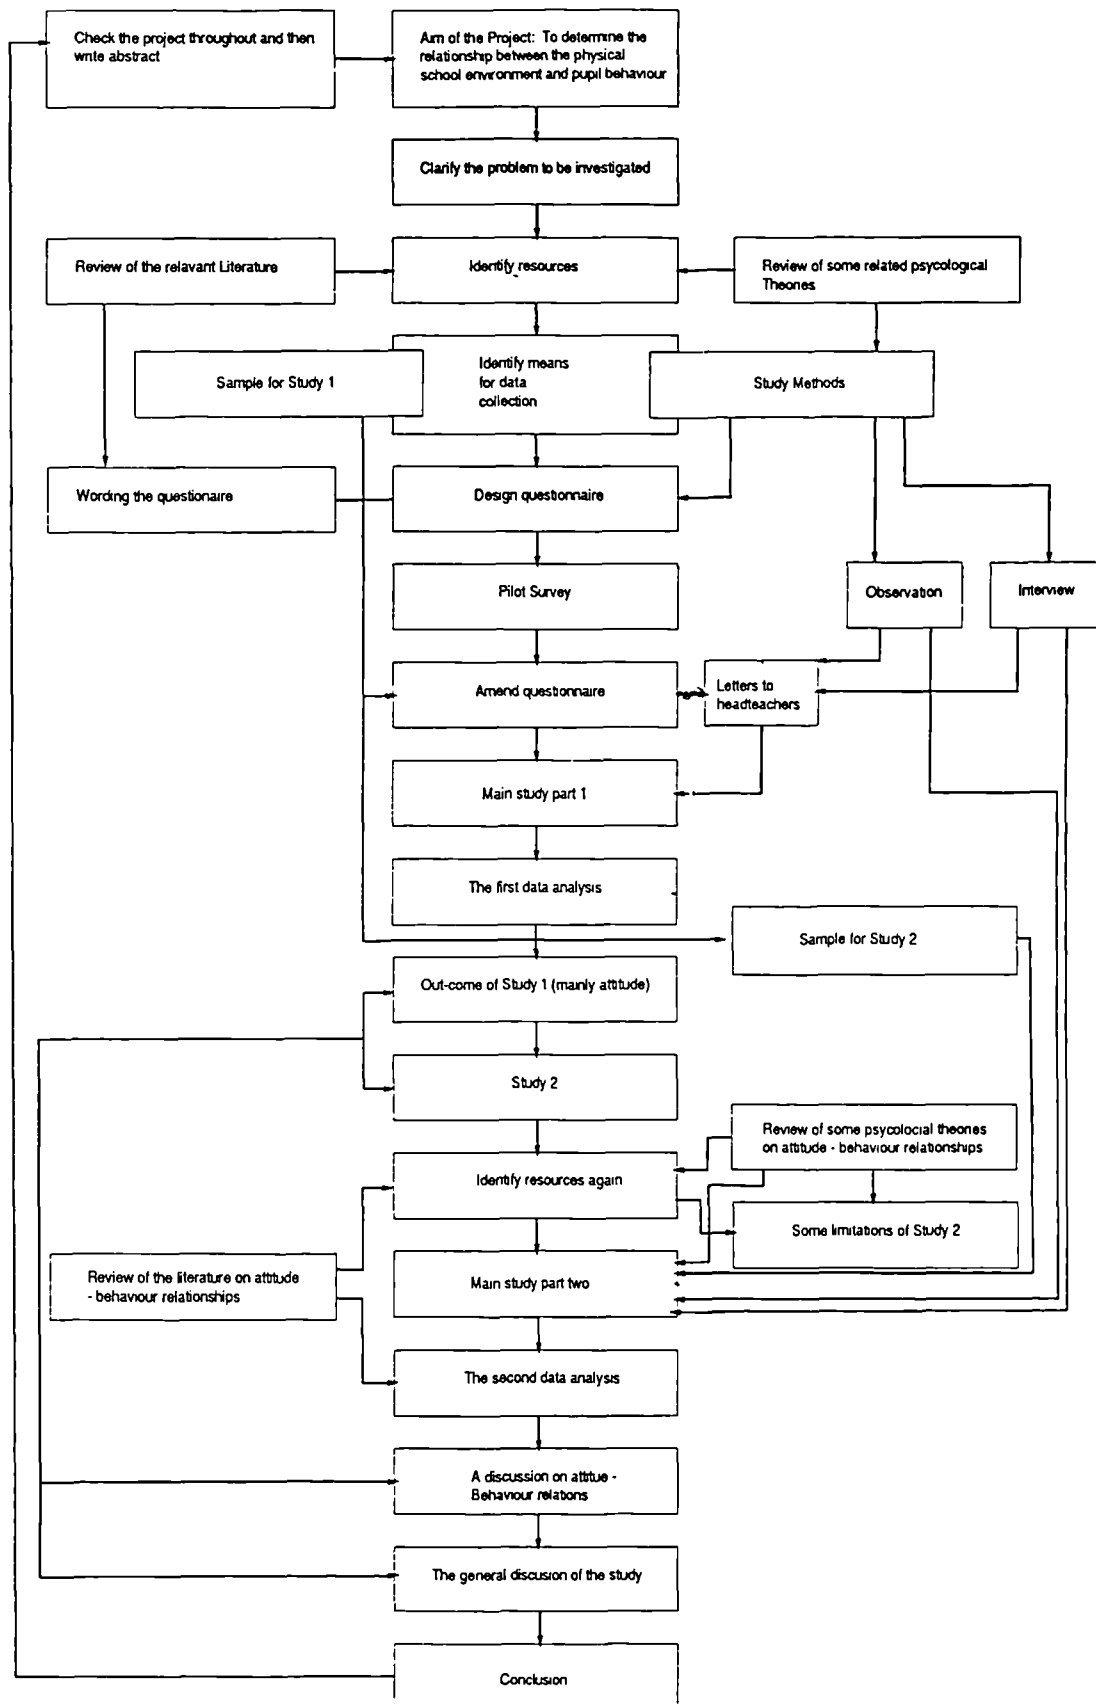 Check the project throughout and then
write abstract
Aim of the Project: To determine the
relationship between the physical
school environment and pupil behaviour
Clarify the problem to be investigated
Review of the relavant Literature
Identify resources
Review of some related psycological
Theories
Sample for Study 1
Identify means
for data
collection
Study Methods
Wording the questionaire
Design questionnaire
Pilot Survey
Observation
Interview
Amend questionnaire
Letters to
headteachers
Main study part 1
The first data analysis
Sample for Study 2
Out-come of Study 1 (mainly attitude)
Study 2
Review of some psycolocial theories
on attitude - behaviour relationships
Identify resources again
Some limitations of Study 2
Review of the literature on attitude
- behaviour relationships
Main study part two
The second data analysis
A discussion on attitue -
Behaviour relations
The general discusion of the study
Conclusion